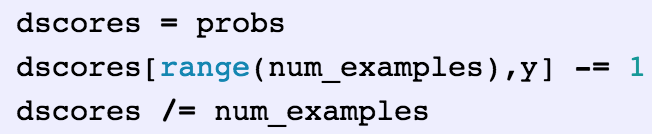 dscores = probs
dscores[range(num_examples),y] -= 1
dscores /= num_examples